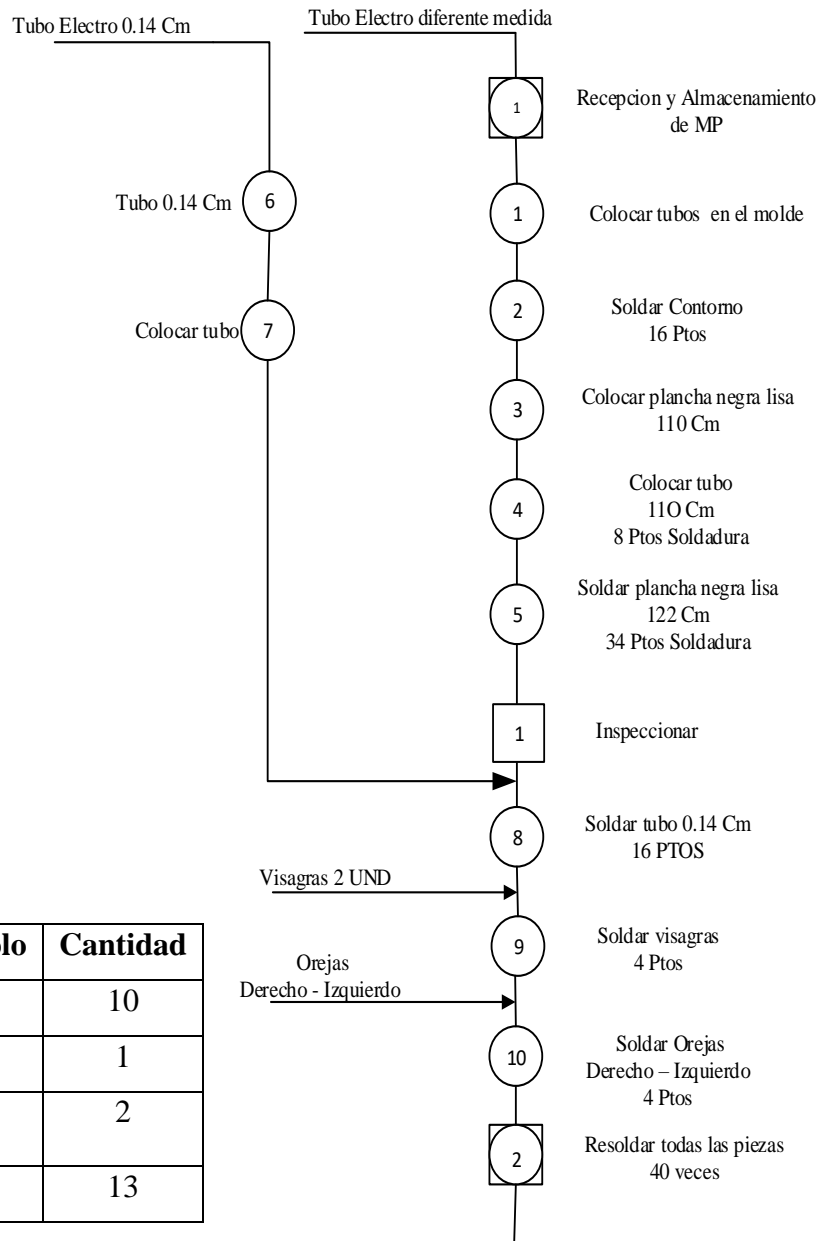 Tubo Electro 0.14 Cm
Tubo Electro diferente medida
1
Recepcion y Almacenamiento
de MP
6
Tubo 0.14 Cm
1
Colocar tubos en el molde
7
Colocar tubo
2
Soldar Contorno
16 Ptos
3
Colocar plancha negra lisa
110 Cm
4
Colocar tubo
11O Cm
8 Ptos Soldadura
5
Soldar plancha negra lisa
122 Cm
34 Ptos Soldadura
1
Inspeccionar
8
Soldar tubo 0.14 Cm
16 PTOS
Visagras 2 UND
9
Soldar visagras
4 Ptos
Orejas
Derecho - Izquierdo
10
Soldar Orejas
Derecho – Izquierdo
4 Ptos
2
Resoldar todas las piezas
40 veces
Cantidad
10
1
2
13